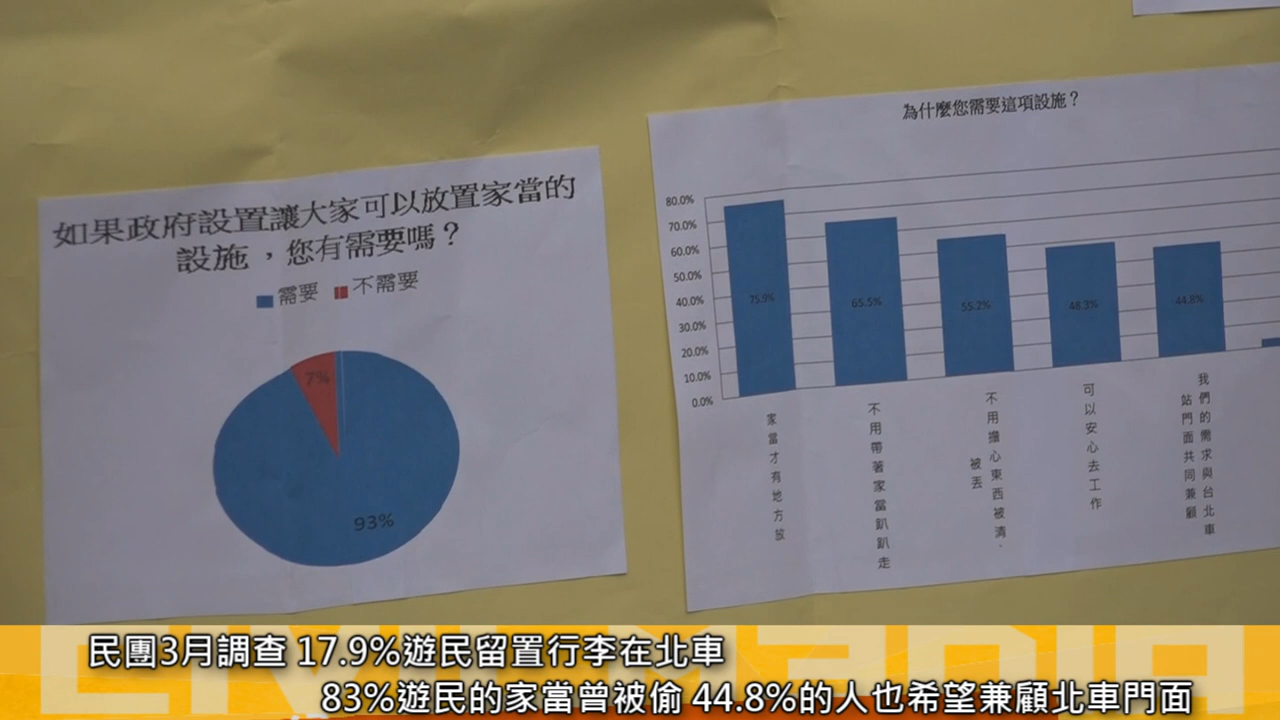 如果政府設置讓大家可以放置家當的
設施，您有需要嗎？
需要 不需要
7%
93%
為什麼您需要這項設施？
80.0%
70.0%
60.0%
50.0%
40.0%
30.0%
20.0%
10.0%
0.0%
75.9%
65.5%
55.2%
48.3%
44.8%
家當才有地方放
不用帶著家當趴趴走
不用擔心東西被清、
被丟
可以安心去工作
我們的需求與台北車
站門面共同兼顧
民團3月調查 17.9%遊民留置行李在北車
83%遊民的家當曾被偷 44.8%的人也希望兼顧北車門面